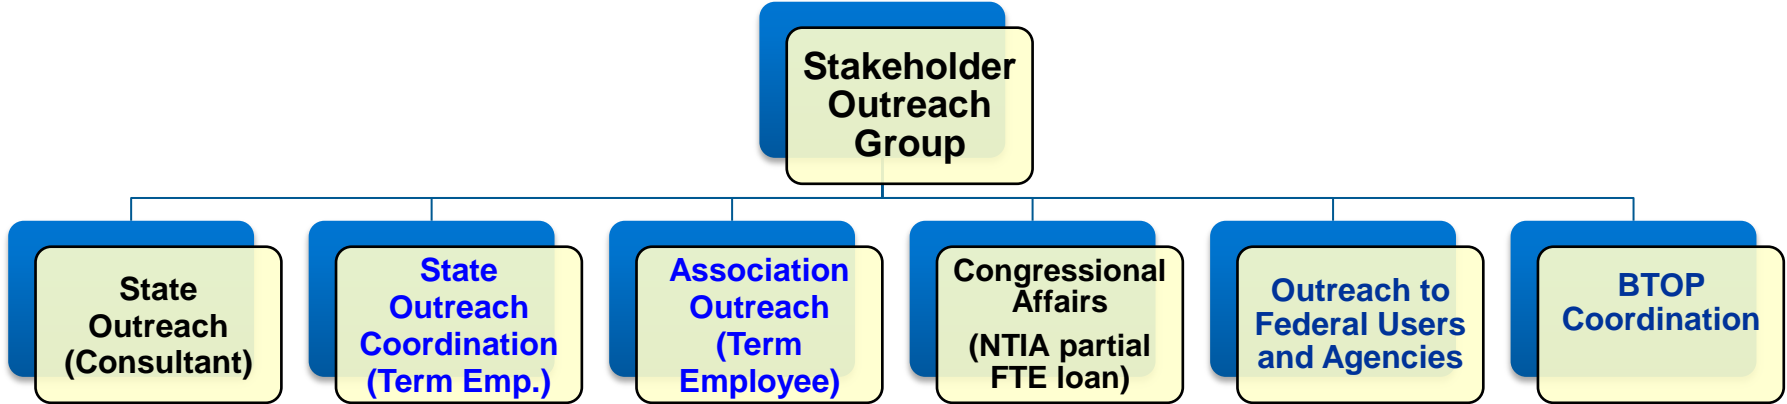 Stakeholder
Outreach
Group
State
Outreach
(Consultant)
State
Outreach
Coordination
(Term Emp.)
Association
Outreach
(Term
Employee)
Congressional
Affairs
(NTIA partial
FTE loan)
Outreach to
Federal Users
and Agencies
BTOP
Coordination